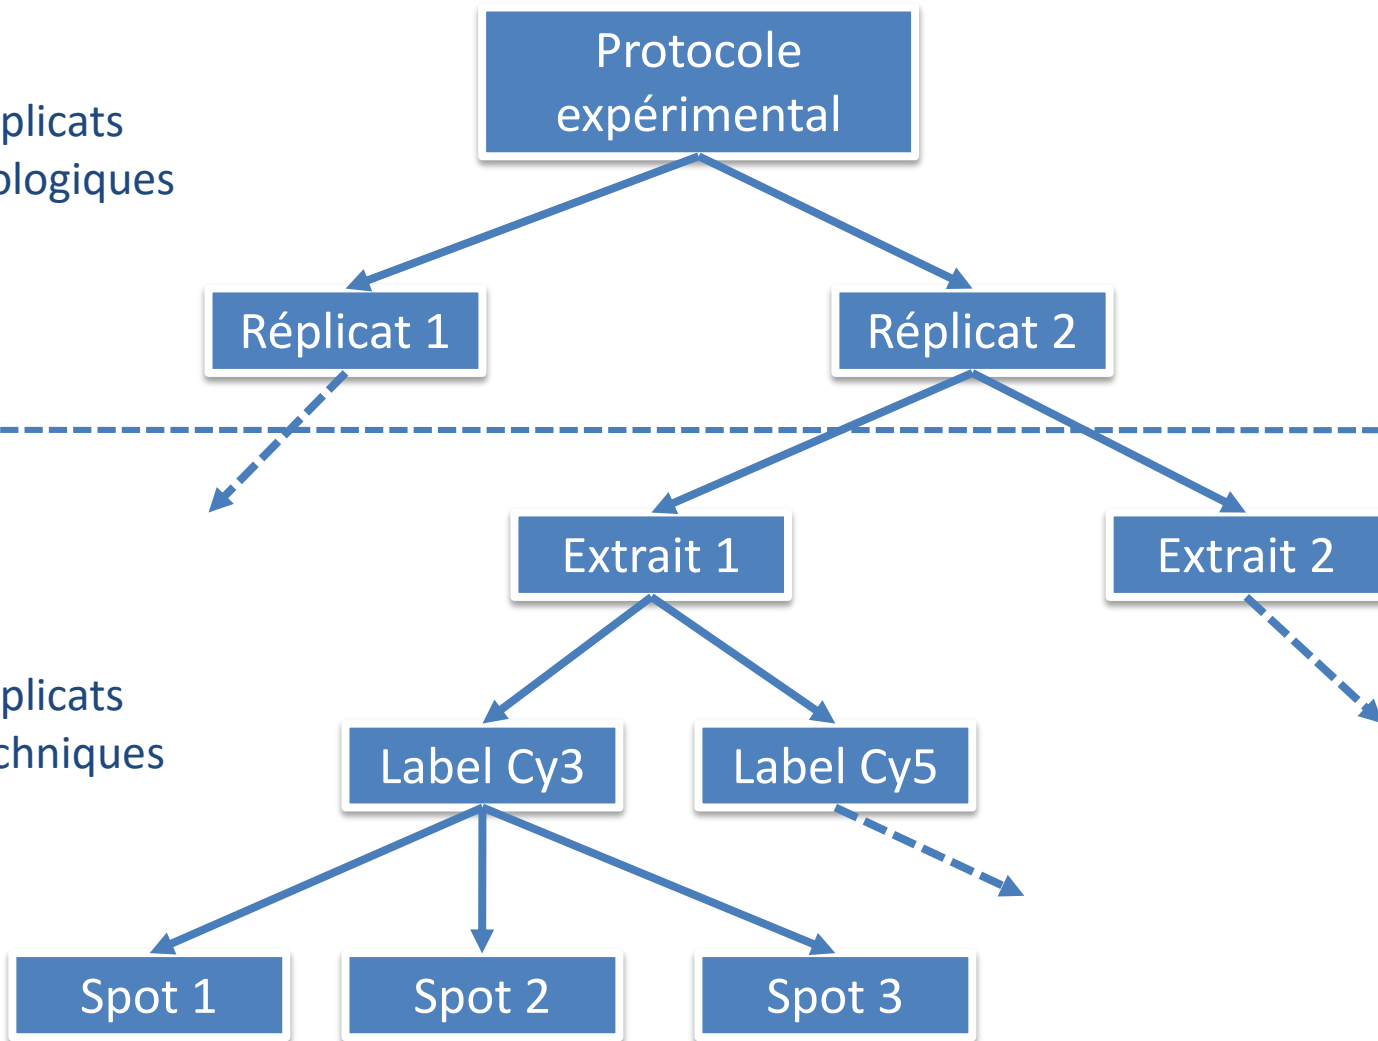 Protocole
expérimental
plicats
ologiques
Réplicat 1
Réplicat 2
Extrait 1
Extrait 2
plicats
chniques
Label Cy3
Label Cy5
Spot 1
Spot 2
Spot 3